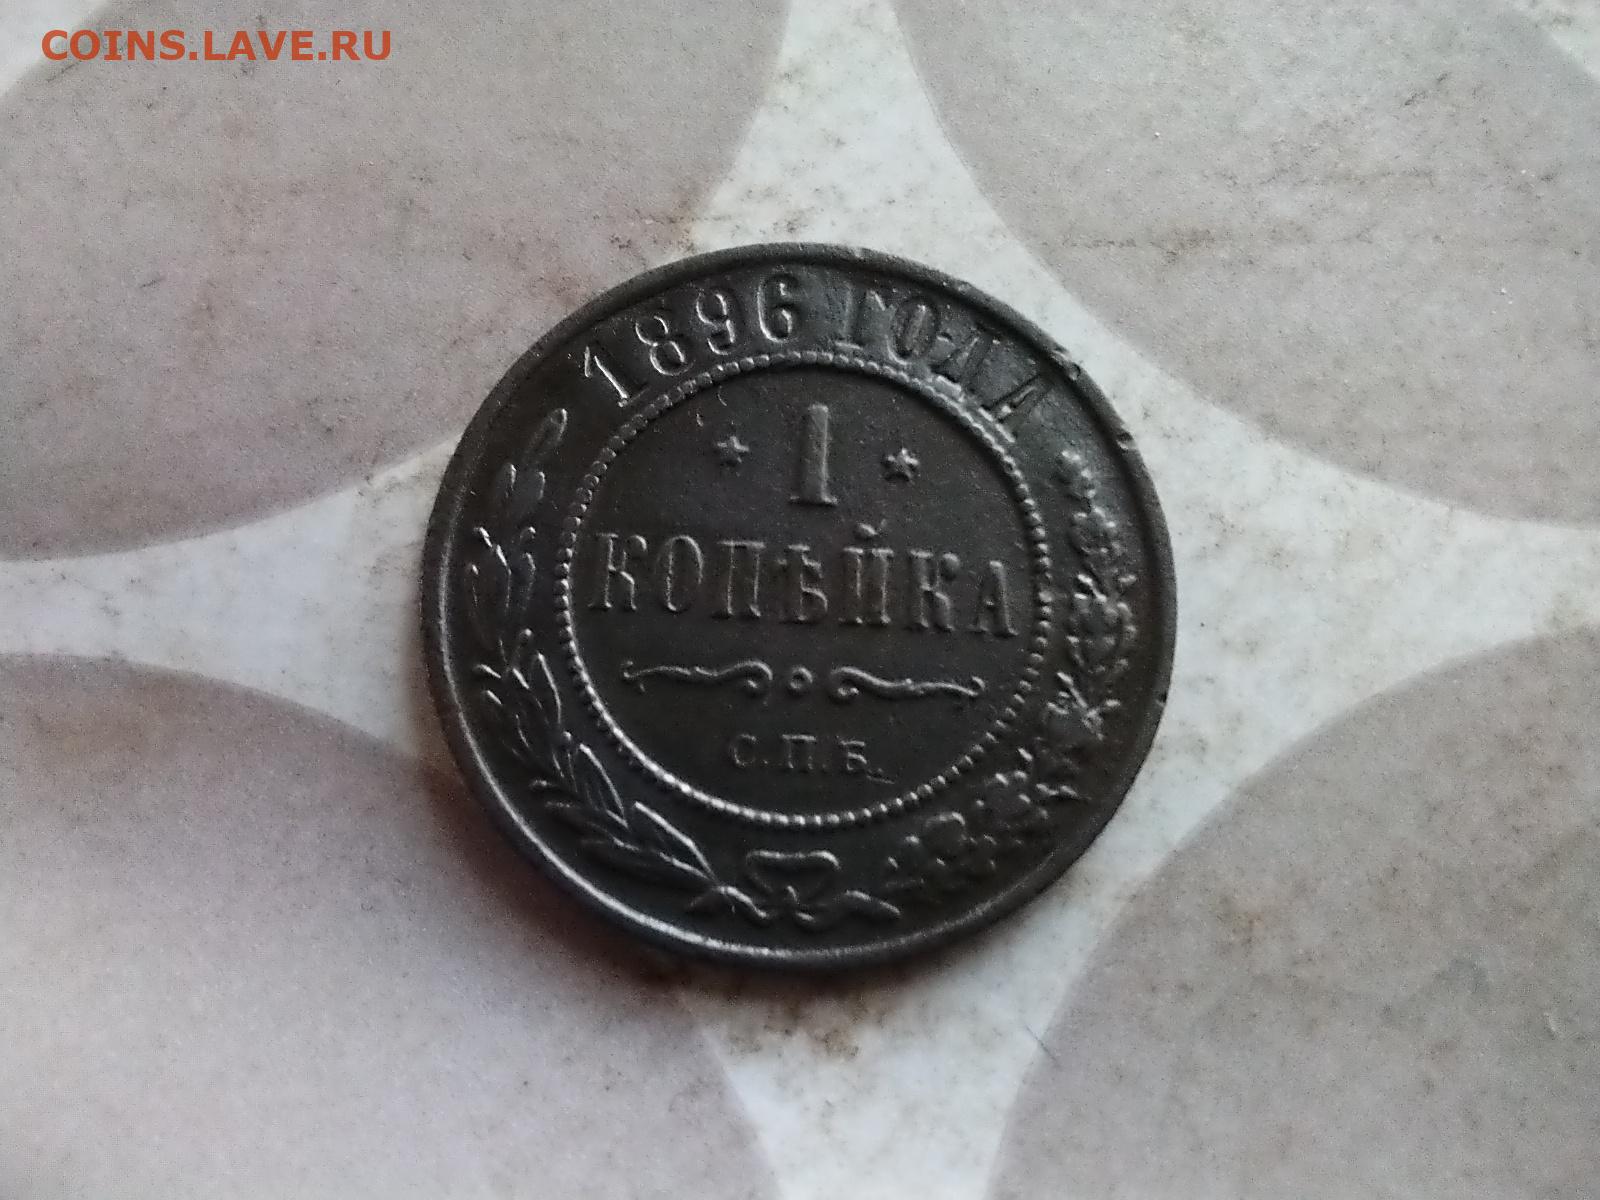 COINS.LAVE.RU
1896 ГОДА
1
КОПѢЙКА
С.П.Б.